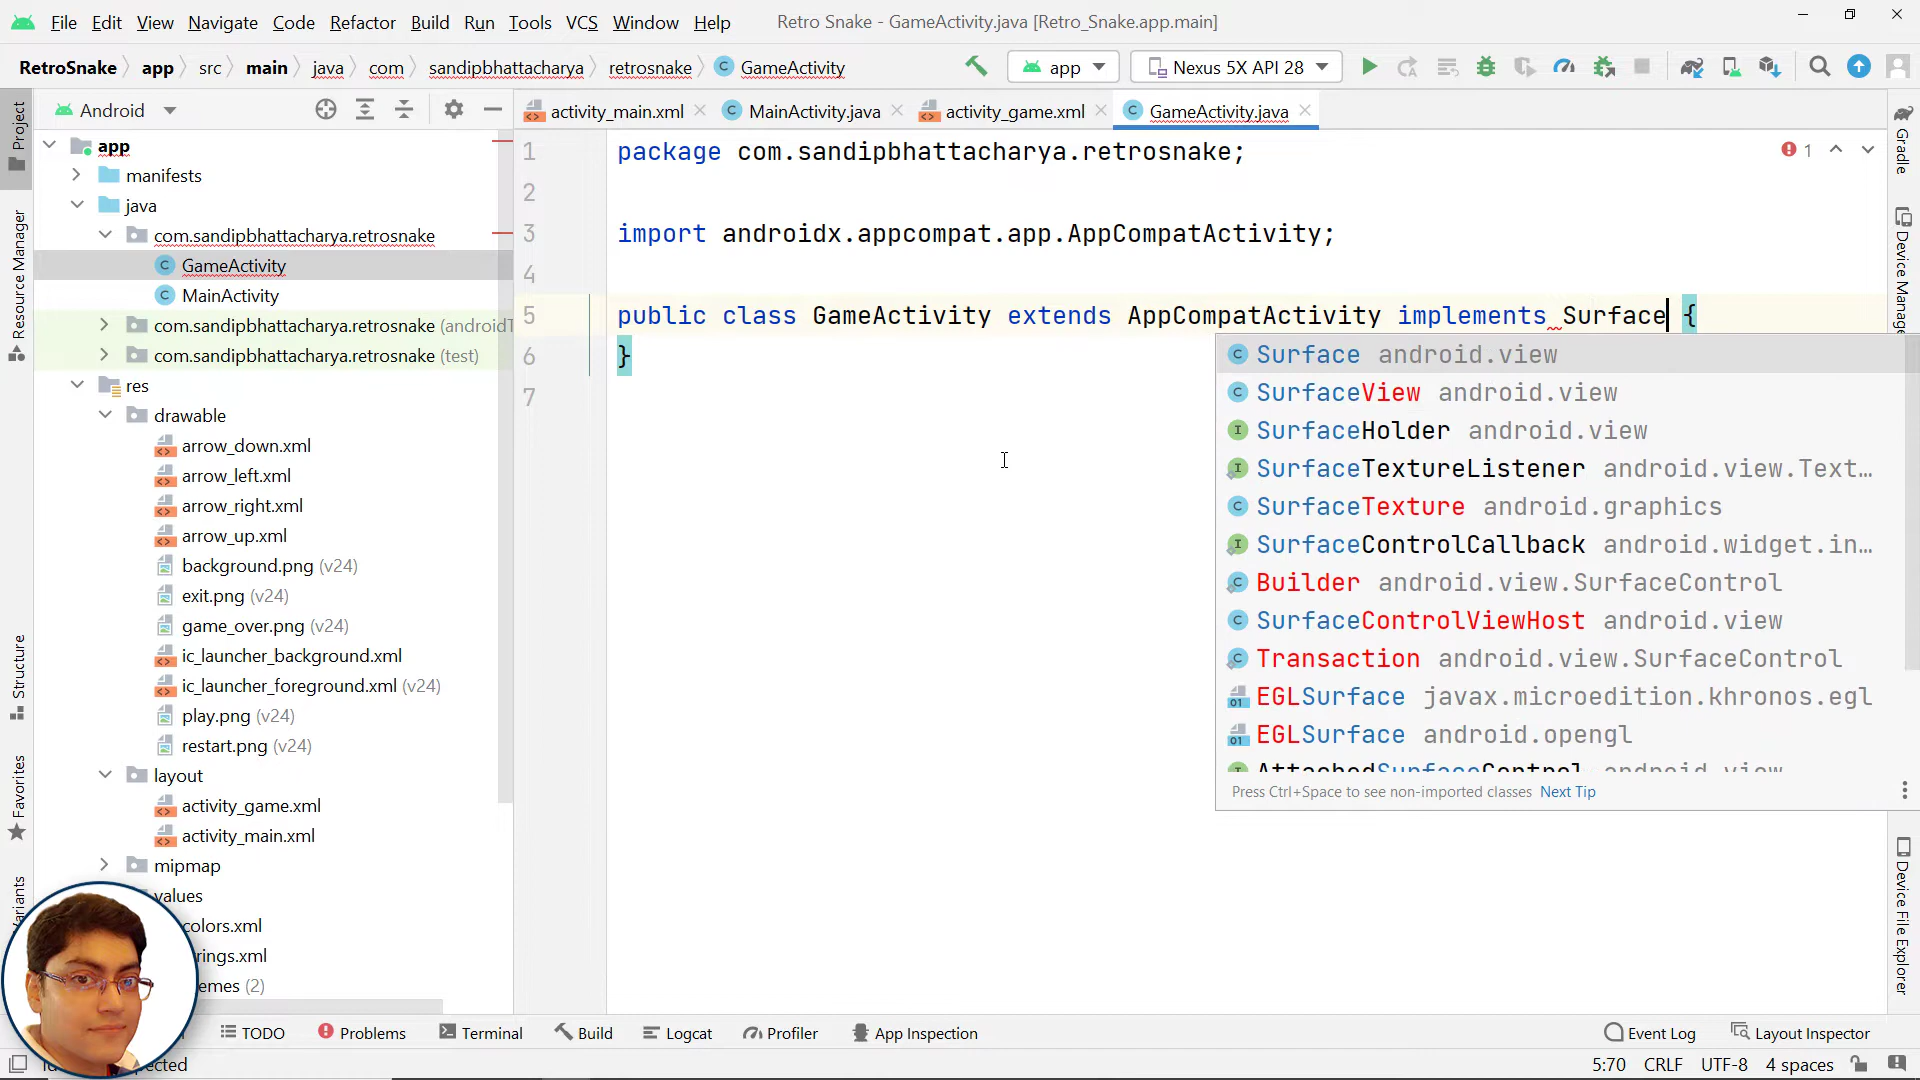 File Edit View Navigate Code Refactor Build Run Tools VCS Window Help Retro Snake - GameActivity.java [Retro_Snake.app.main]
RetroSnake app src main java com sandipbhattacharya retrosnake GameActivity app Nexus 5X API 28
Android
activity_main.xml MainActivity.java activity_game.xml GameActivity.java
Project
Resource Manager
Structure
Favorites
app
manifests
java
com.sandipbhattacharya.retrosnake
GameActivity
MainActivity
com.sandipbhattacharya.retrosnake (androidT
com.sandipbhattacharya.retrosnake (test)
res
drawable
arrow_down.xml
arrow_left.xml
arrow_right.xml
arrow_up.xml
background.png (v24)
exit.png (v24)
game_over.png (v24)
ic_launcher_background.xml
ic_launcher_foreground.xml (v24)
play.png (v24)
restart.png (v24)
layout
activity_game.xml
activity_main.xml
mipmap
values
colors.xml
rings.xml
emes (2)
1 package com.sandipbhattacharya.retrosnake;
2
3 import androidx.appcompat.app.AppCompatActivity;
4
5 public class GameActivity extends AppCompatActivity implements Surface {
6 }
7
1
Surface android.view
SurfaceView android.view
SurfaceHolder android.view
SurfaceTextureListener android.view.Text...
SurfaceTexture android.graphics
SurfaceControlCallback android.widget.in...
Builder android.view.SurfaceControl
SurfaceControlViewHost android.view
Transaction android.view.SurfaceControl
EGLSurface javax.microedition.khronos.egl
EGLSurface android.opengl
AttachedSurfaceControl android.view
Press Ctrl+Space to see non-imported classes Next Tip
Gradle
Device Manager
Device File Explorer
TODO Problems Terminal Build Logcat Profiler App Inspection Event Log Layout Inspector
5:70 CRLF UTF-8 4 spaces